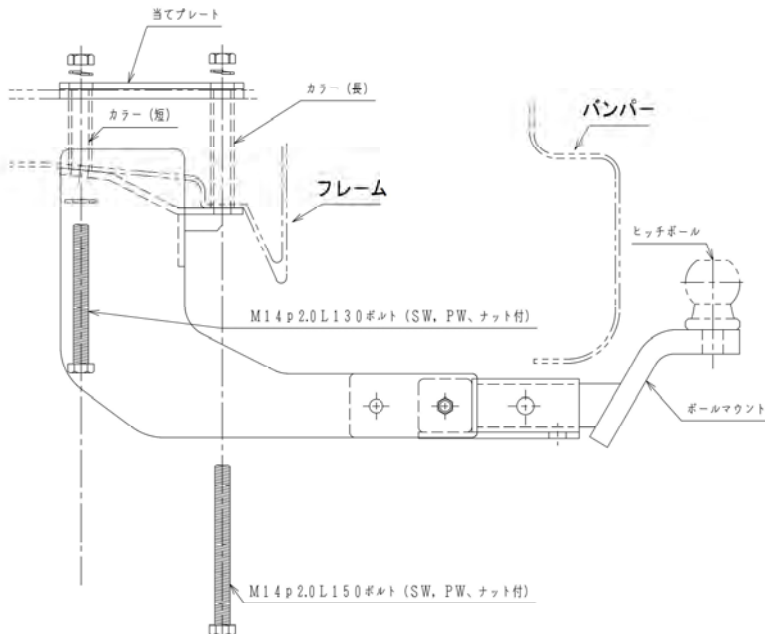 当てプレート
カラー（長）
カラー（短）
バンパー
フレーム
ヒッチボール
M14p2.0L130ボルト（SW, PW、ナット付）
ボールマウント
M14p2.0L150ボルト（SW, PW、ナット付）